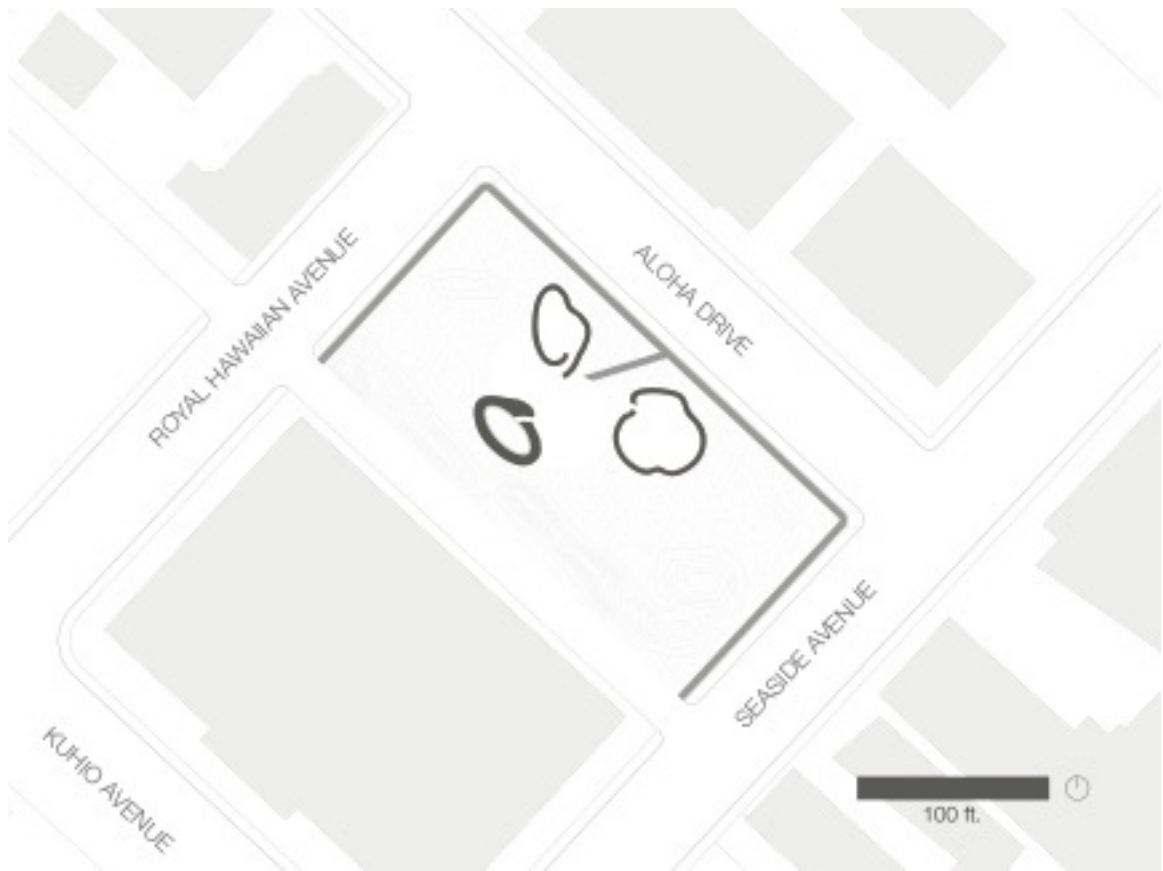 ROYAL HAWAIIAN AVENUE
ALOHA DRIVE
SEASIDE AVENUE
KUHIO AVENUE
100 ft.